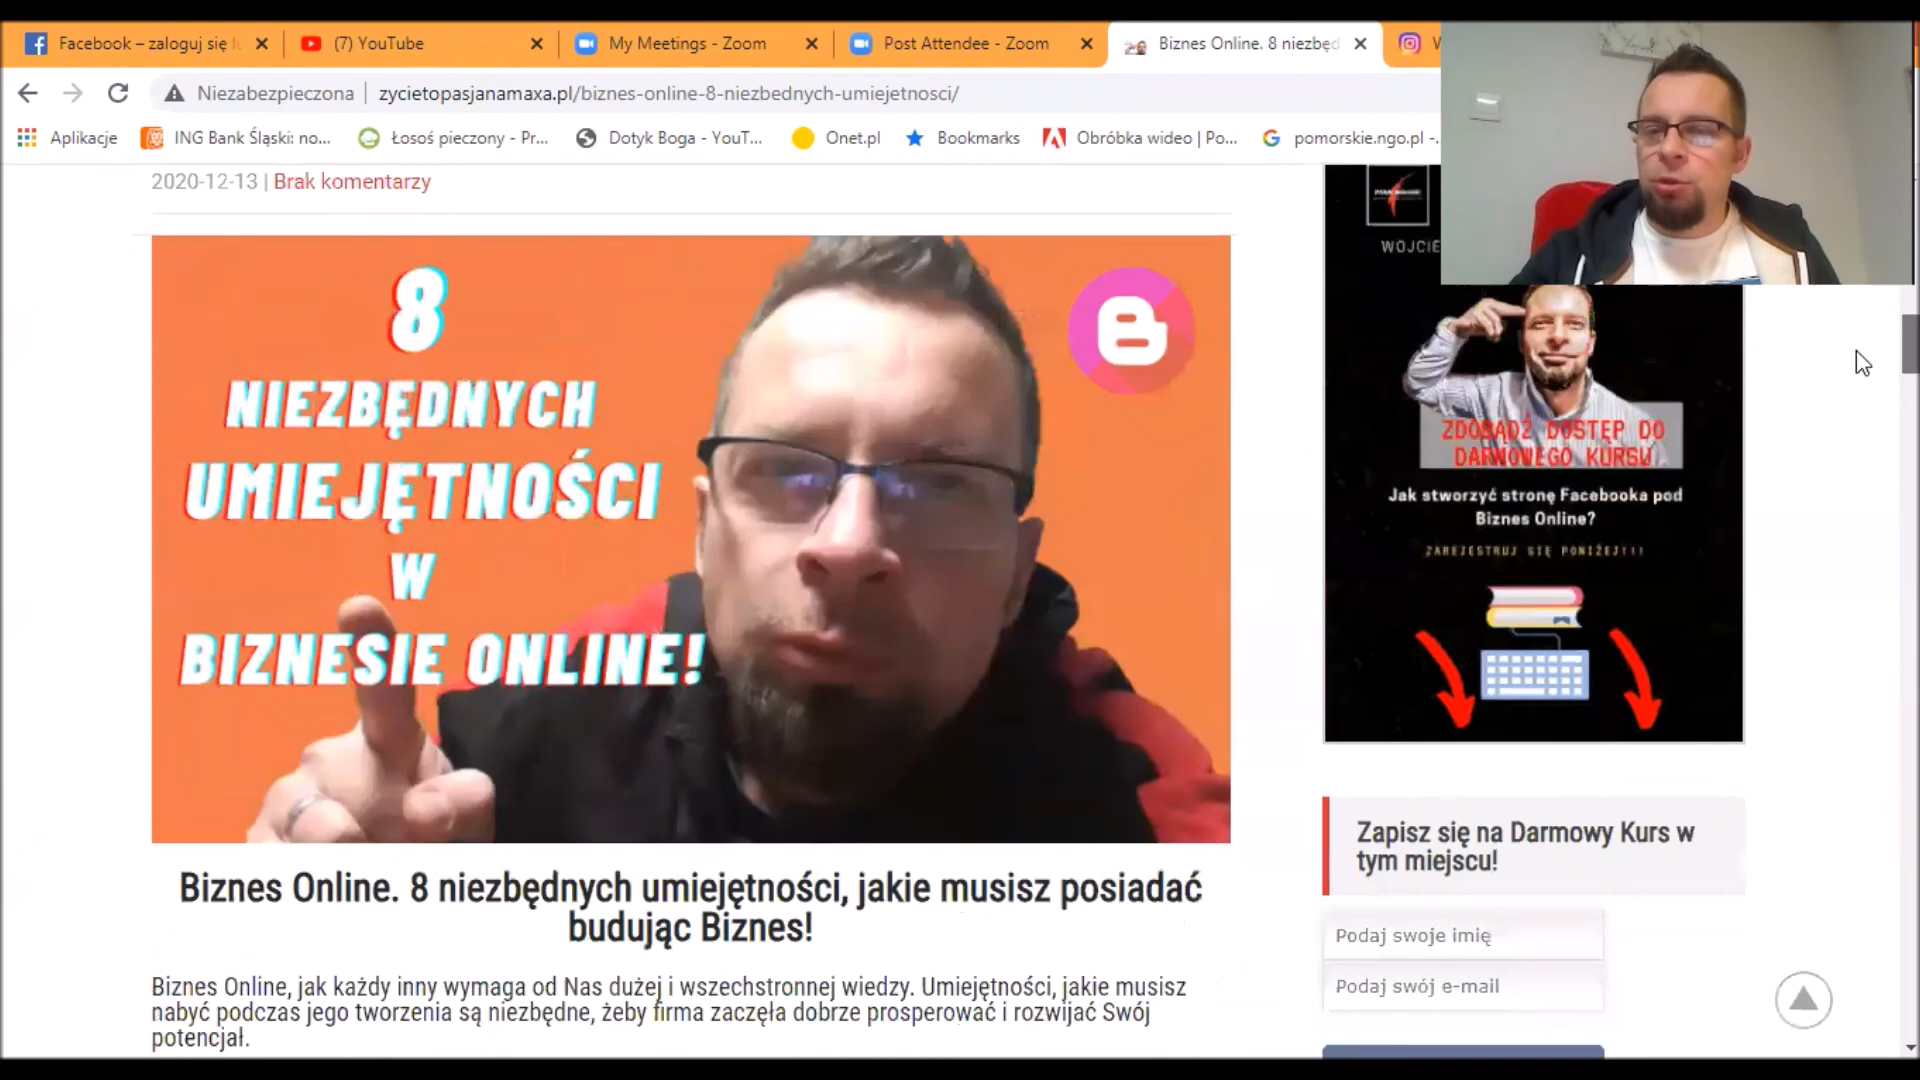 Facebook – zaloguj się
(7) YouTube
My Meetings - Zoom
Post Attendee - Zoom
Biznes Online. 8 niezbęd
Niezabezpieczona
zycietopasjanamaxa.pl/biznes-online-8-niezbednych-umiejetnosci/
Aplikacje
ING Bank Śląski: no...
Łosoś pieczony - Pr...
Dotyk Boga - YouT...
Onet.pl
Bookmarks
Obróbka wideo | Po...
pomorskie.ngo.pl -
2020-12-13 | Brak komentarzy
8
NIEZBĘDNYCH
UMIEJĘTNOŚCI
W
BIZNESIE ONLINE!
Biznes Online. 8 niezbędnych umiejętności, jakie musisz posiadać
budując Biznes!
Biznes Online, jak każdy inny wymaga od Nas dużej i wszechstronnej wiedzy. Umiejętności, jakie musisz
nabyć podczas jego tworzenia są niezbędne, żeby firma zaczęła dobrze prosperować i rozwijać Swój
potencjał.
WOJCIE
ZDOBĄDŹ DOSTĘP DO
DARMOWEGO KURSU
Jak stworzyć stronę Facebooka pod
Biznes Online?
ZAREJESTRUJ SIĘ PONIŻEJ!!!
Zapisz się na Darmowy Kurs w
tym miejscu!
Podaj swoje imię
Podaj swój e-mail